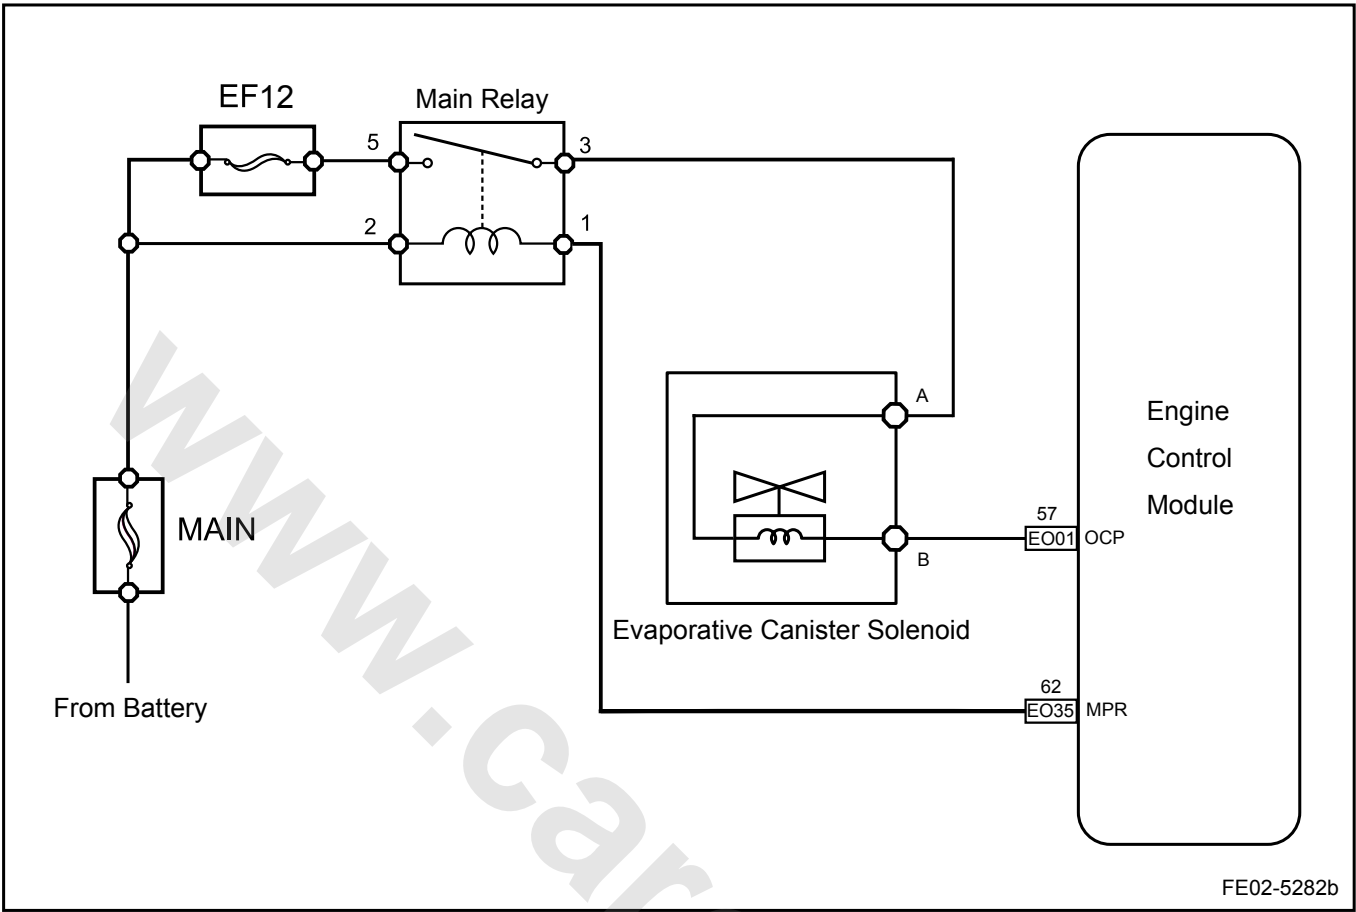 EF12
Main Relay
5
3
2
1
MAIN
From Battery
A
B
Evaporative Canister Solenoid
Engine
Control
Module
57
EO01
OCP
62
EO35
MPR
FE02-5282b
www.car